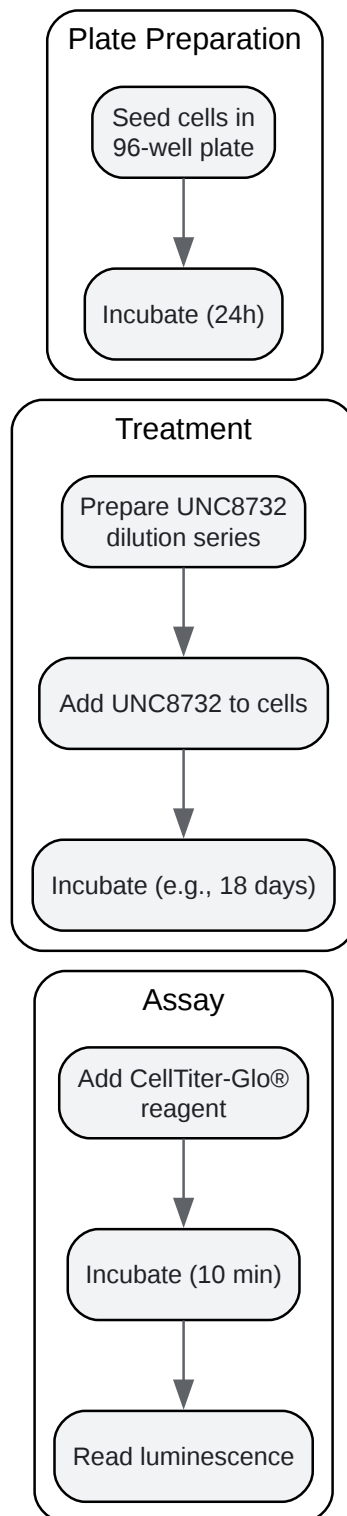 Plate Preparation
Seed cells in
96-well plate
Incubate (24h)
Treatment
Prepare UNC8732
dilution series
Add UNC8732 to cells
Incubate (e.g., 18 days)
Assay
Add CellTiter-Glo®
reagent
Incubate (10 min)
Read luminescence